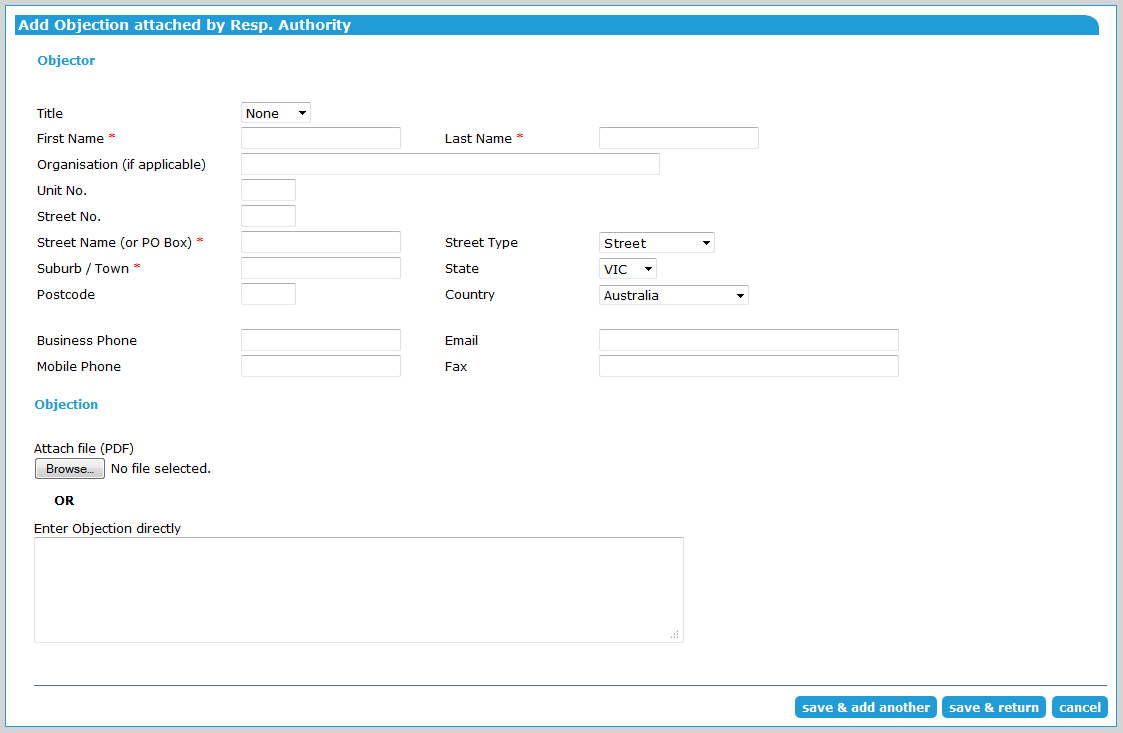 Add Objection attached by Resp. Authority
Objector
Title None
First Name * Last Name *
Organisation (if applicable)
Unit No.
Street No.
Street Name (or PO Box) * Street Type Street
Suburb / Town * State VIC
Postcode Country Australia
Business Phone Email
Mobile Phone Fax
Objection
Attach file (PDF)
Browse... No file selected.
OR
Enter Objection directly
save & add another save & return cancel